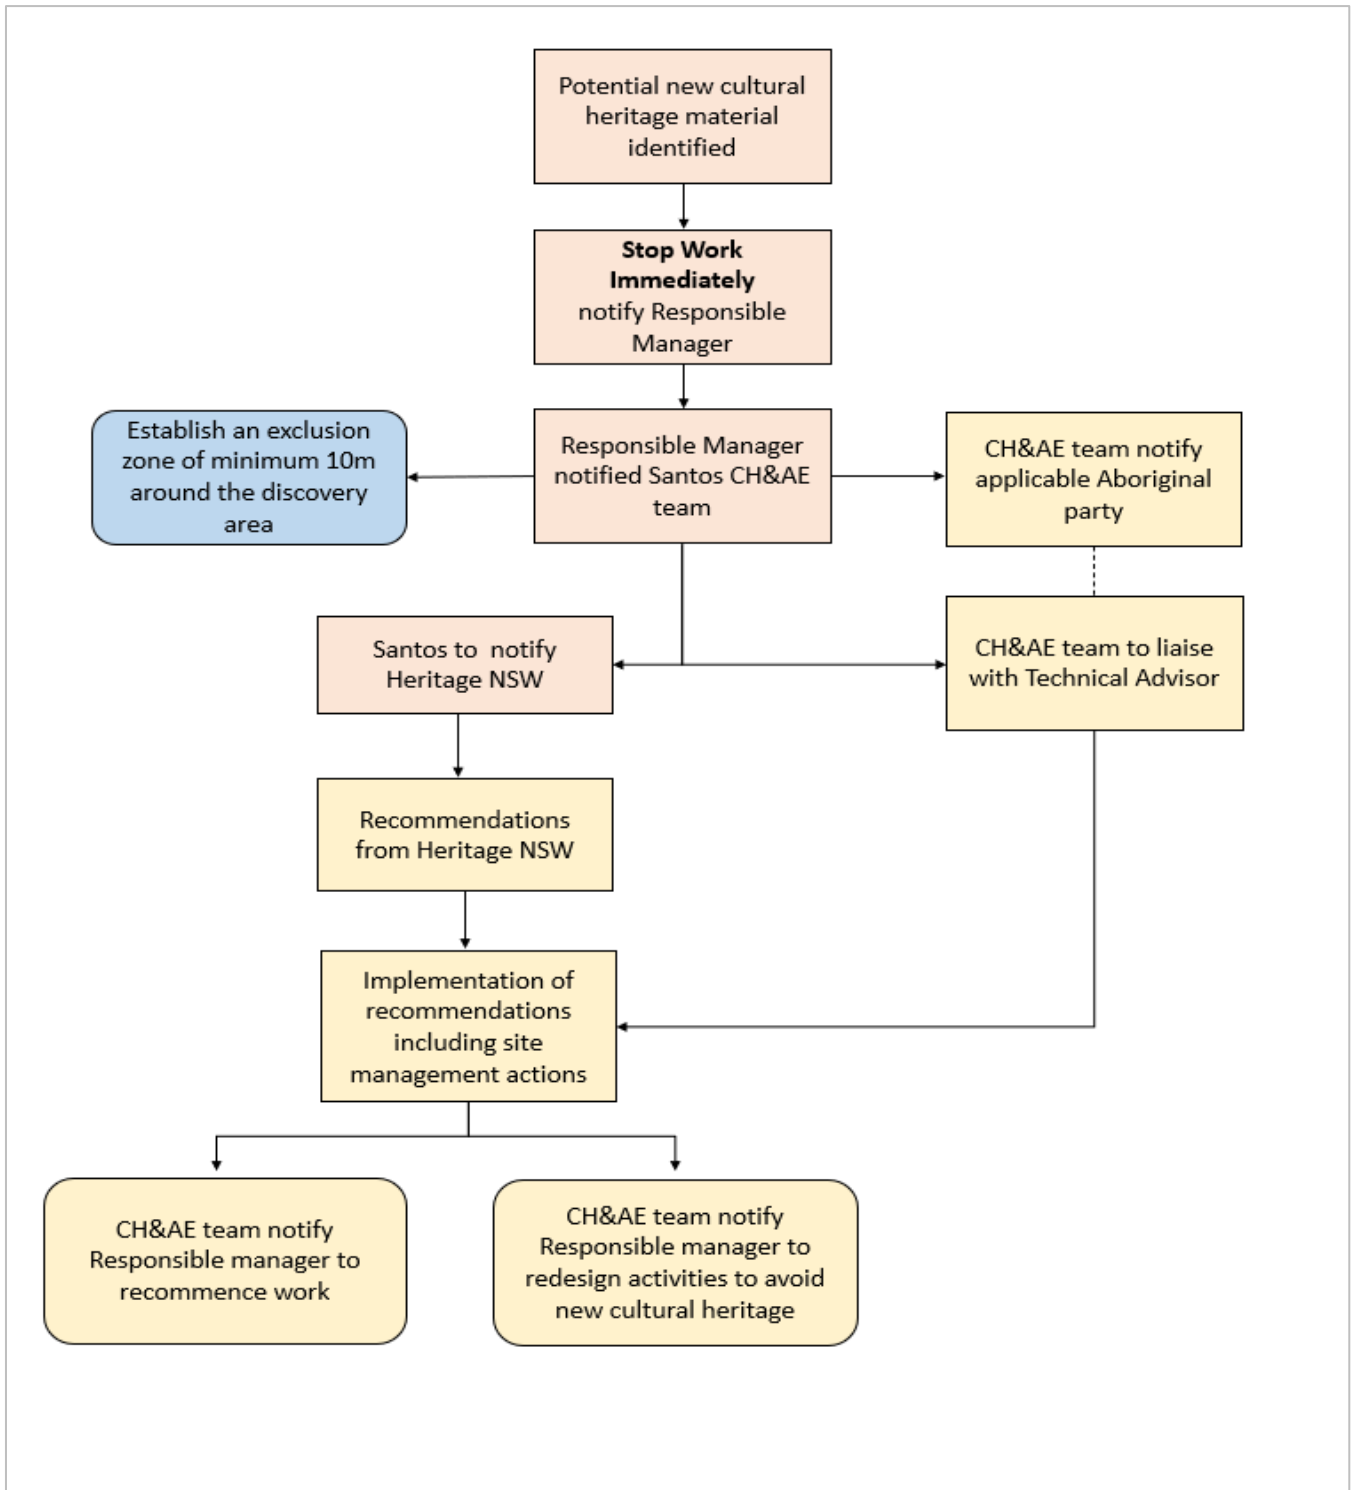 Potential new cultural
heritage material
identified
Stop Work
Immediately
notify Responsible
Manager
Establish an exclusion
zone of minimum 10m
around the discovery
area
Responsible Manager
notified Santos CH&AE
team
CH&AE team notify
applicable Aboriginal
party
Santos to  notify
Heritage NSW
CH&AE team to liaise
with Technical Advisor
Recommendations
from Heritage NSW
Implementation of
recommendations
including site
management actions
CH&AE team notify
Responsible manager to
recommence work
CH&AE team notify
Responsible manager to
redesign activities to avoid
new cultural heritage